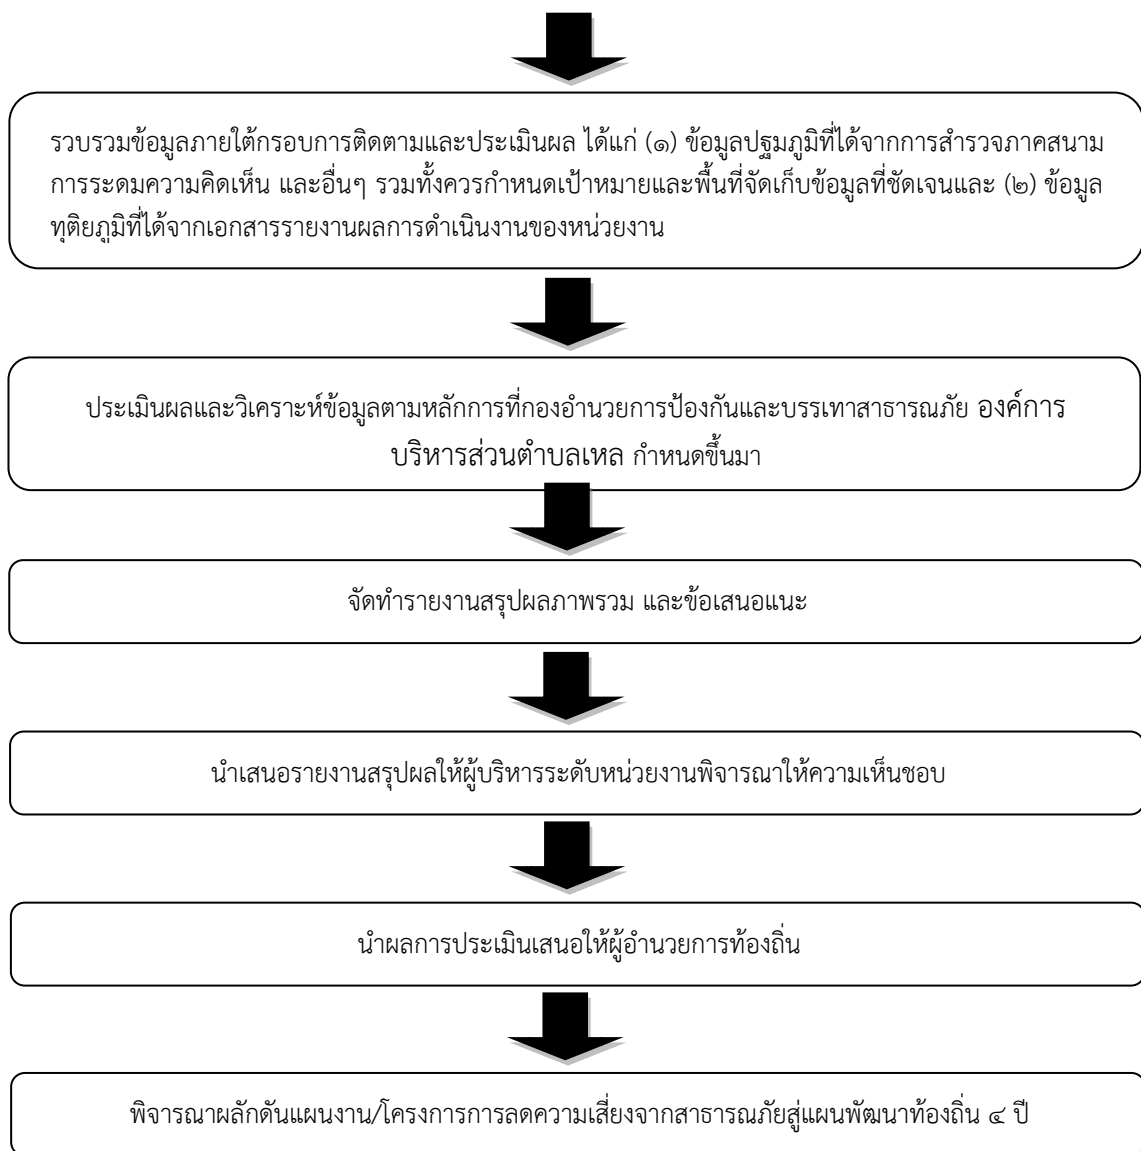 รวบรวมข้อมูลภายใต้กรอบการติดตามและประเมินผล ได้แก่ (๑) ข้อมูลปฐมภูมิที่ได้จากการสำรวจภาคสนาม
การระดมความคิดเห็น และอื่นๆ รวมทั้งควรกำหนดเป้าหมายและพื้นที่จัดเก็บข้อมูลที่ชัดเจนและ (๒) ข้อมูล
ทุติยภูมิที่ได้จากเอกสารรายงานผลการดำเนินงานของหน่วยงาน
ประเมินผลและวิเคราะห์ข้อมูลตามหลักการที่กองอำนวยการป้องกันและบรรเทาสาธารณภัย องค์การ
บริหารส่วนตำบลเหล กำหนดขึ้นมา
จัดทำรายงานสรุปผลภาพรวม และข้อเสนอแนะ
นำเสนอรายงานสรุปผลให้ผู้บริหารระดับหน่วยงานพิจารณาให้ความเห็นชอบ
นำผลการประเมินเสนอให้ผู้อำนวยการท้องถิ่น
พิจารณาผลักดันแผนงาน/โครงการการลดความเสี่ยงจากสาธารณภัยสู่แผนพัฒนาท้องถิ่น ๔ ปี